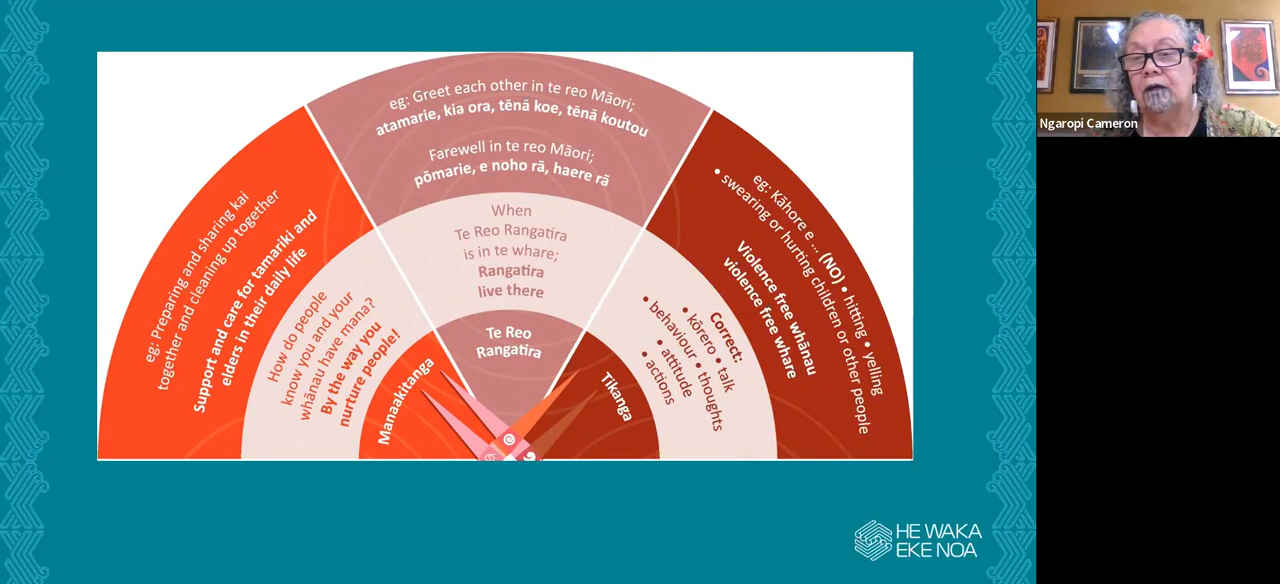 eg: Preparing and sharing kai
together and cleaning up together
Support and care for tamariki and
elders in their daily life
How do people
know you and your
whānau have mana?
By the way you
nurture people!
Manaakitanga
eg: Greet each other in te reo Māori;
atamarie, kia ora, tēnā koe, tēnā koutou
Farewell in te reo Māori;
pōmarie, e noho rā, haere rā
When
Te Reo Rangatira
is in te whare;
Rangatira
live there
Te Reo
Rangatira
eg: Kāhore e ... (NO) • hitting • yelling
• swearing or hurting children or other people
Violence free whānau
violence free whare
Correct:
• kōrero • talk
• behaviour • thoughts
• attitude
• actions
Tikanga
Ngaropi Cameron
HE WAKA
EKE NOA